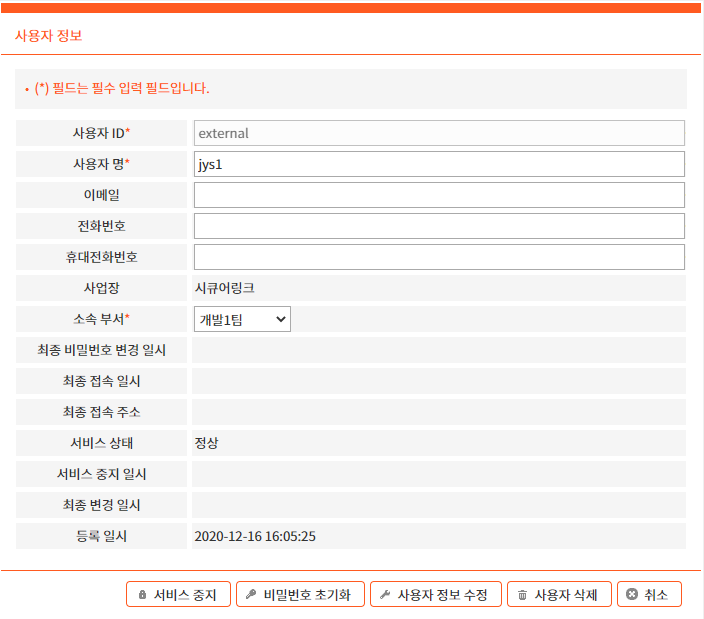 사용자 정보
• (*) 필드는 필수 입력 필드입니다.
사용자 ID* external
사용자 명* jys1
이메일
전화번호
휴대전화번호
사업장 시큐어링크
소속 부서* 개발1팀
최종 비밀번호 변경 일시
최종 접속 일시
최종 접속 주소
서비스 상태 정상
서비스 중지 일시
최종 변경 일시
등록 일시 2020-12-16 16:05:25
서비스 중지 비밀번호 초기화 사용자 정보 수정 사용자 삭제 취소